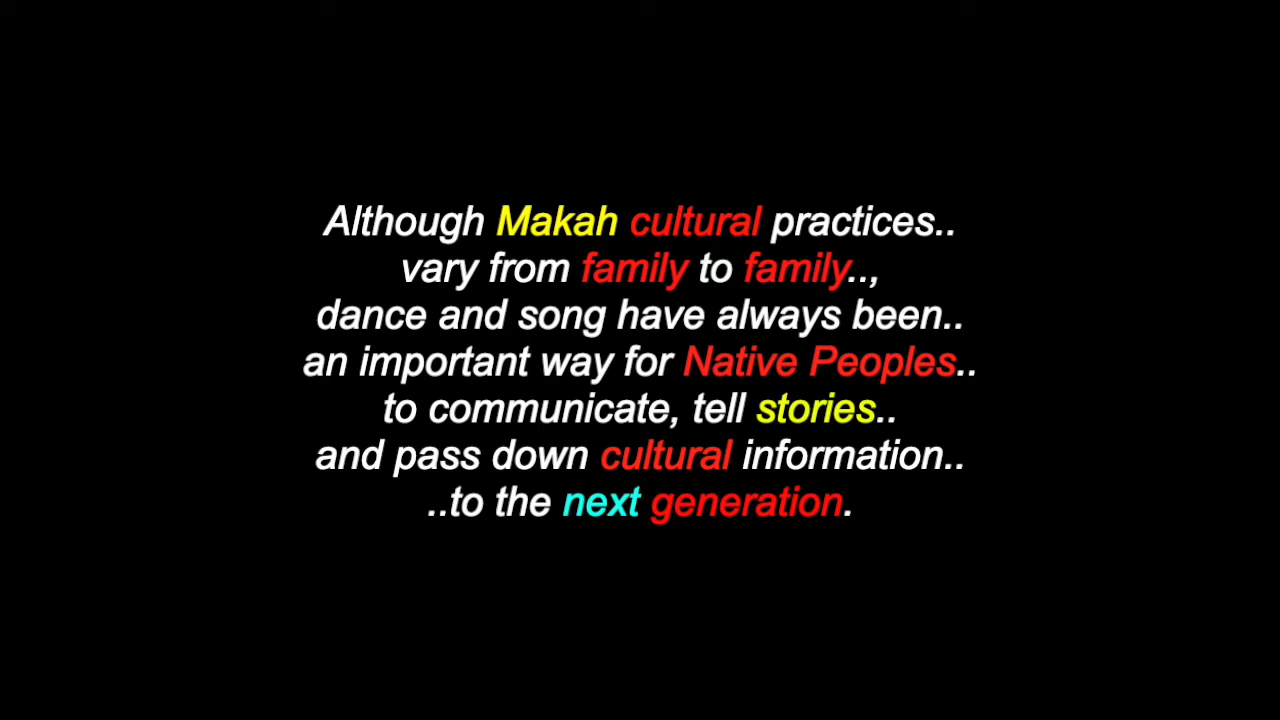 Although Makah cultural practices..
vary from family to family..,
dance and song have always been..
an important way for Native Peoples..
to communicate, tell stories..
and pass down cultural information..
..to the next generation.